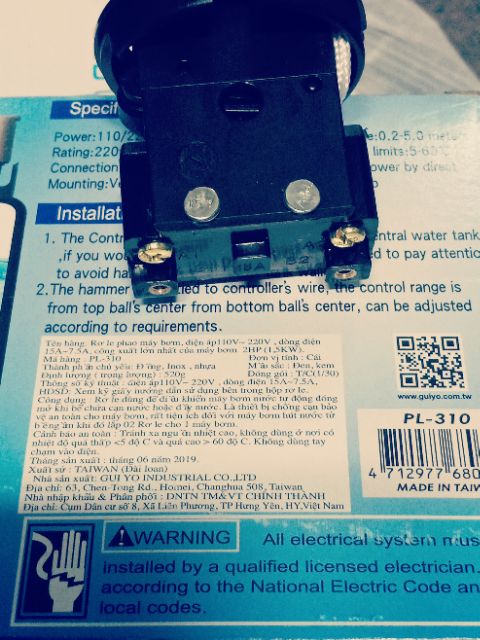 Specif
Power:110/22
Rating:220
Connection
Mounting:Ve
e:0.2-5.0 meters
limits:5-60
power by direct
Installat
1. The Contr
entral water tank
,if you wou
ed to pay attentio
to avoid ha
2.The hammer
ed to controller's wire, the control range is
from top ball's center from bottom ball's center, can be adjusted
according to requirements.
A2
15A
B2
Tên hàng: Rơ le phao máy bơm, điện áp110V~ 220V , dòng điện
15A~7.5A, công xuất lớn nhất của máy bơm 2HP (1,5KW).
Mã hàng : PL-310 Đơn vị tính : Cái
Thành phần chủ yếu: Đồng, Inox , nhựa Mầu sắc : Đen, kem
Định lượng ( trọng lượng) : 520g Đóng gói : T/C(1/30)
Thông số kỹ thuật : điện áp110V~ 220V , dòng điện 15A~7.5A,
HDSD: Xem kỹ giấy hướng dẫn sử dụng bên trong hộp rơ le.
Công dụng: Rơ le dùng để điều khiển máy bơm nước tự động đóng
mở khi bể chứa cạn nước hoặc đầy nước. Là thiết bị chống cạn bảo
vệ an toàn cho máy bơm, rất tiện ích đối với máy bơm hút nước từ
bể ngầm khi đó lắp 02 Rơ le cho 1 máy bơm.
Cảnh báo an toàn : Tránh xa nguồn nhiệt cao, không dùng ở nơi có
nhiệt độ quá thấp <5 độ C và quá cao > 60 độ C. Không dùng tay
chạm vào điện.
Tháng sản xuất : tháng 06 năm 2019.
Xuất sứ : TAIWAN (Đài loan)
Nhà sản xuất: GUI YO INDUSTRIAL CO.,LTD
Địa chỉ: 63, Chen-Tong Rd., Homei, Changhua 508, Taiwan
Nhà nhập khẩu & Phân phối : DNTN TM&VT CHÍNH THÀNH
Địa chỉ: Cụm Dân cư số 8, Xã Liên Phương, TP Hưng Yên, HY,Việt Nam
www.guiyo.com.tw
PL-310
4 712977 680
MADE IN TAIW
WARNING All electrical system mus
installed by a qualified licensed electrician.
according to the National Electric Code an
local codes.